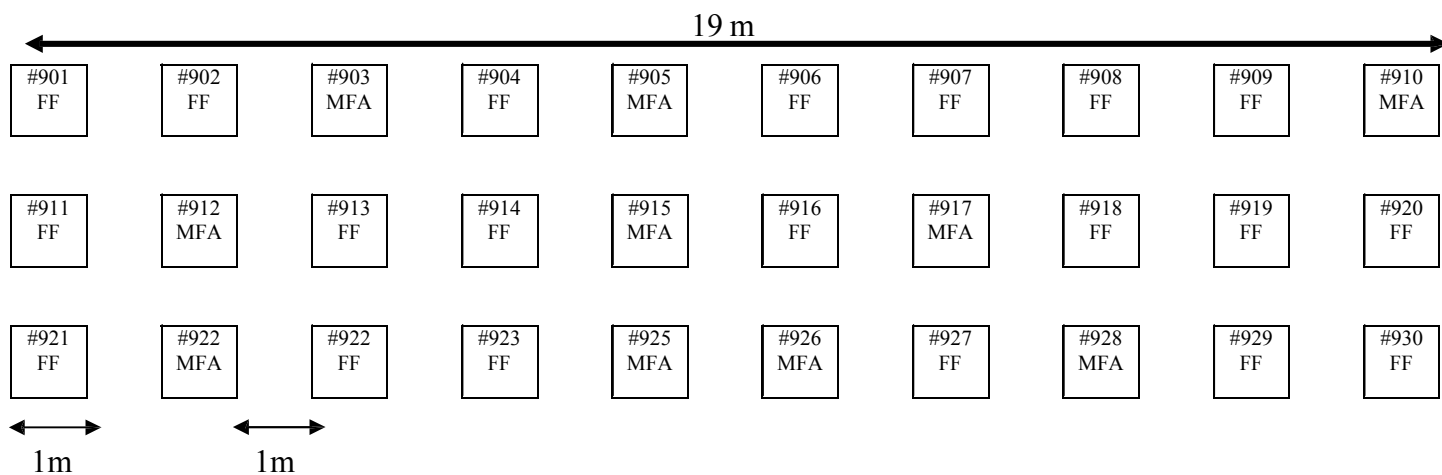 19 m
#901 #902 #903 #904 #905 #906 #907 #908 #909 #910
FF FF MFA FF MFA FF FF FF FF MFA
#911 #912 #913 #914 #915 #916 #917 #918 #919 #920
FF MFA FF FF MFA FF MFA FF FF FF
#921 #922 #922 #923 #925 #926 #927 #928 #929 #930
FF MFA FF FF MFA MFA FF MFA FF FF
1m 1m